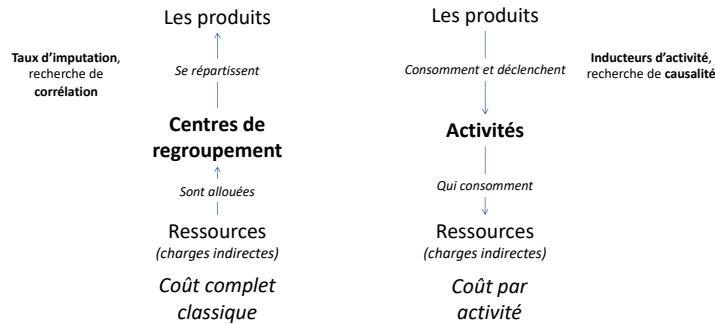 Les produits
Taux d'imputation,
recherche de
corrélation
Se répartissent
Centres de
regroupement
Sont allouées
Ressources
(charges indirectes)
Coût complet
classique
Les produits
Consomment et déclenchent
Inducteurs d'activité,
recherche de causalité
Activités
Qui consomment
Ressources
(charges indirectes)
Coût par
activité